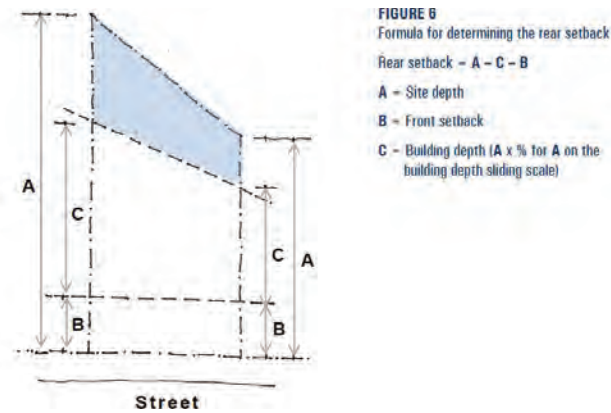 FIGURE 6
Formula for determining the rear setback
Rear setback = A – C – B
A = Site depth
B = Front setback
C = Building depth (A x % for A on the
building depth sliding scale)
A
C
C
A
B
B
Street